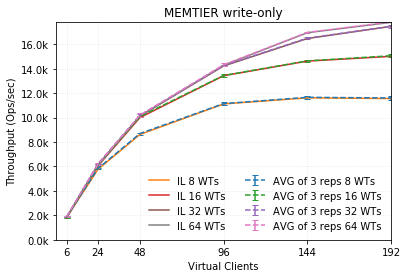 MEMTIER write-only
Throughput (Ops/sec)
16.0k
14.0k
12.0k
10.0k
8.0k
6.0k
4.0k
2.0k
0.0k
IL 8 WTs
IL 16 WTs
IL 32 WTs
IL 64 WTs
AVG of 3 reps 8 WTs
AVG of 3 reps 16 WTs
AVG of 3 reps 32 WTs
AVG of 3 reps 64 WTs
6 24 48 96 144 192
Virtual Clients